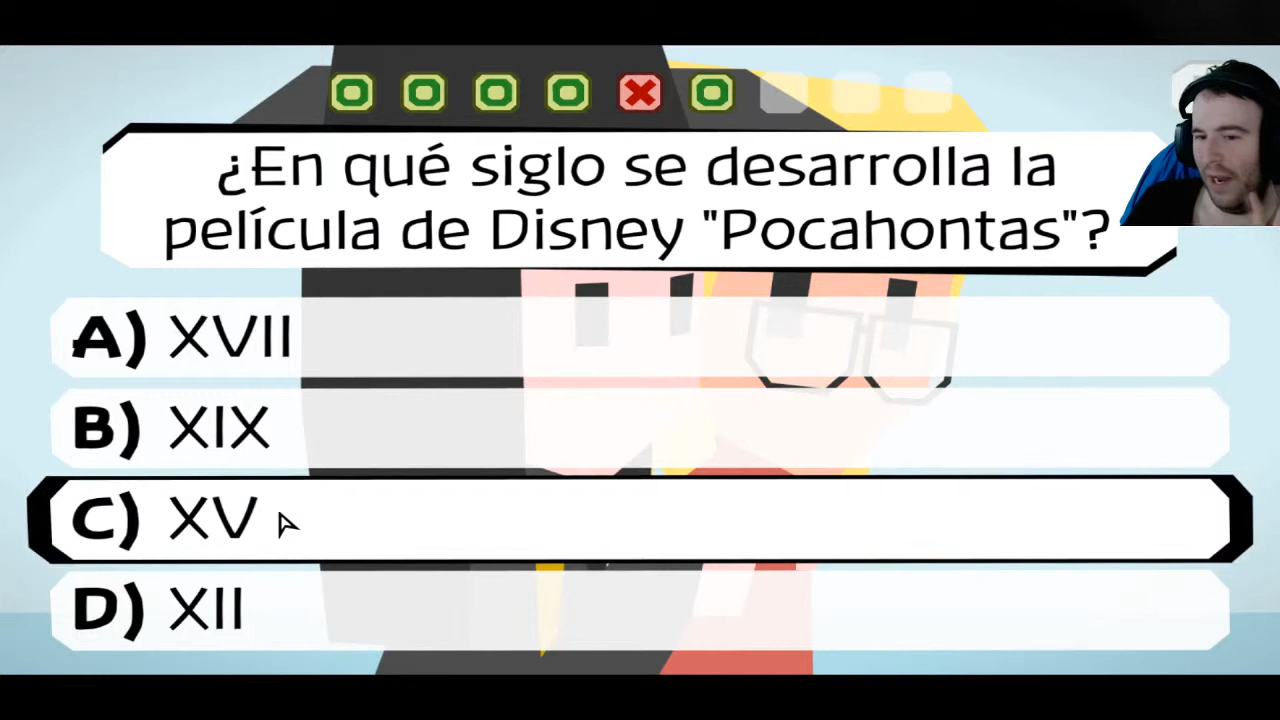 ¿En qué siglo se desarrolla la
película de Disney "Pocahontas"?
A) XVII
B) XIX
C) XV
D) XII